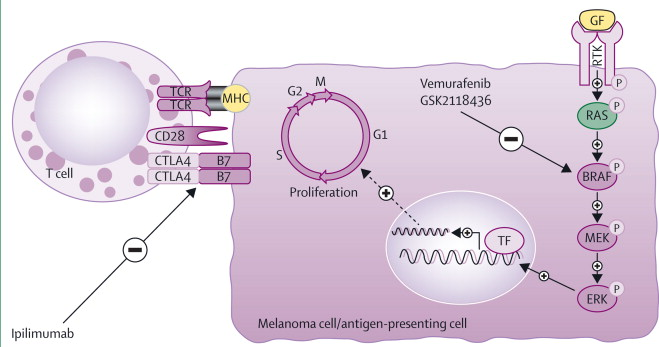 GF
RTK
P
TCR
TCR
MHC
CD28
CTLA4 B7
CTLA4 B7
T cell
M
G2
G1
S
Proliferation
Vemurafenib
GSK2118436
RAS
P
BRAF
P
MEK
P
ERK
P
TF
Ipilimumab
Melanoma cell/antigen-presenting cell